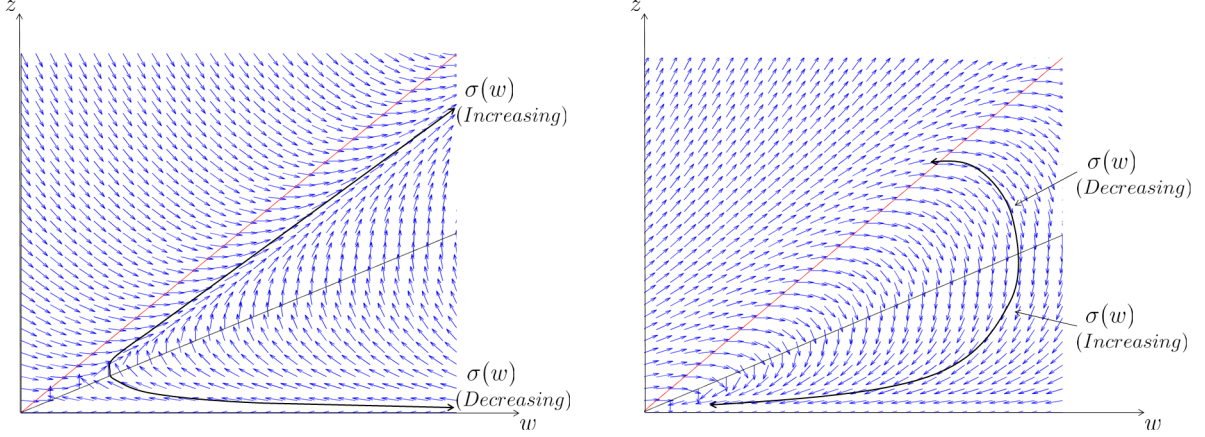 z
σ(w)
(Increasing)
σ(w)
(Decreasing)
w
z
σ(w)
(Decreasing)
σ(w)
(Increasing)
w